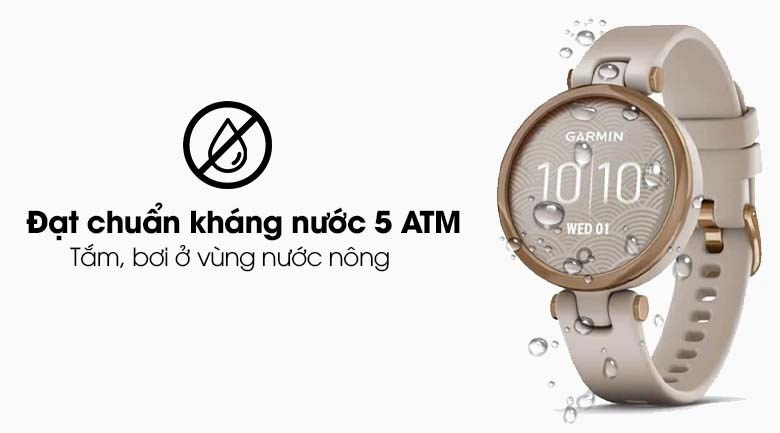 Đạt chuẩn kháng nước 5 ATM
Tắm, bơi ở vùng nước nông
GARMIN
10 10
WED 01